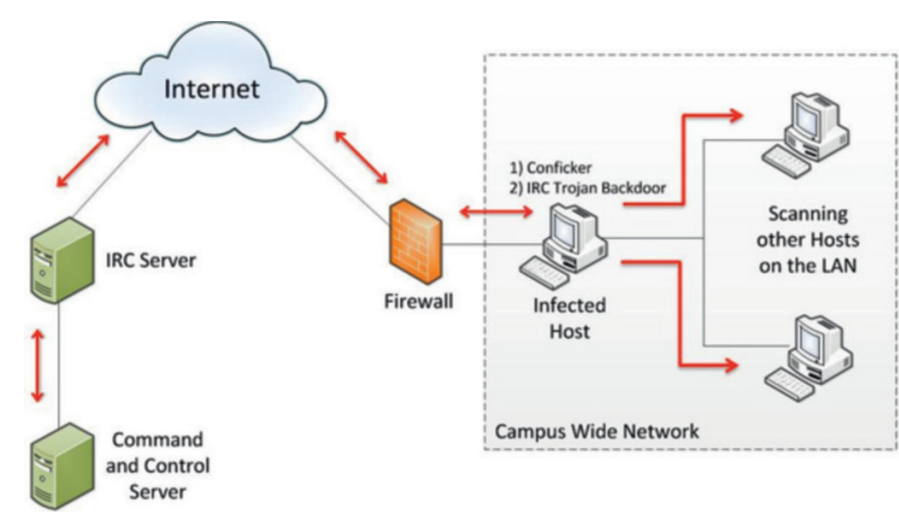 Internet
1) Conficker
2) IRC Trojan Backdoor
Scanning
other Hosts
on the LAN
IRC Server
Firewall
Infected
Host
Campus Wide Network
Command
and Control
Server